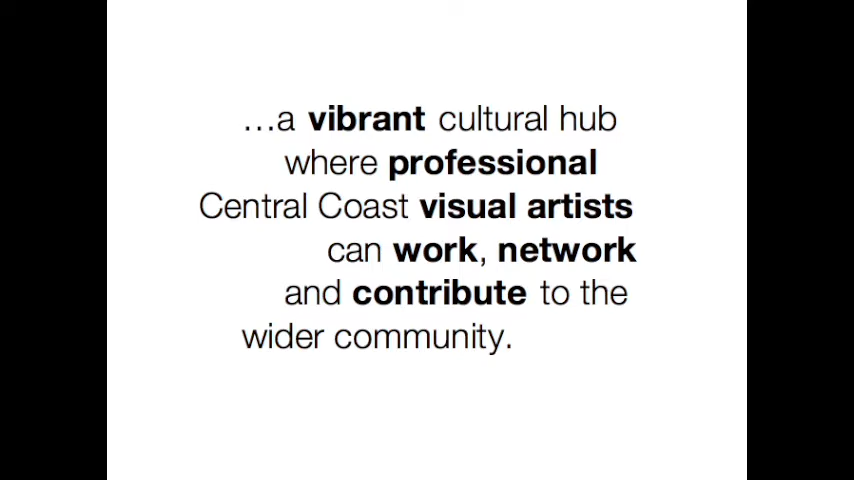 …a vibrant cultural hub
where professional
Central Coast visual artists
can work, network
and contribute to the
wider community.